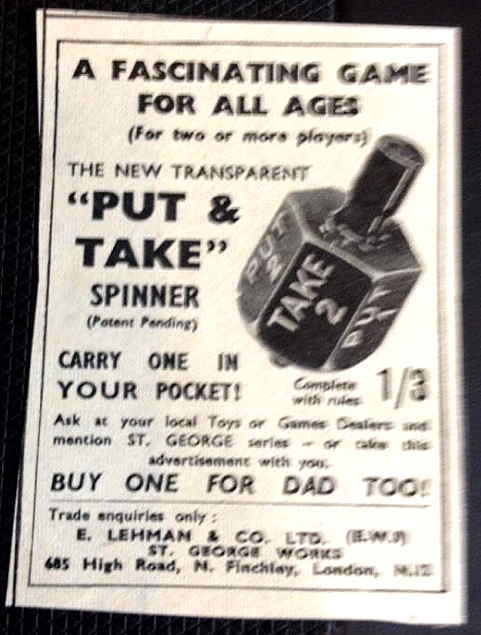 A FASCINATING GAME
FOR ALL AGES
(For two or more players)
THE NEW TRANSPARENT
"PUT &
TAKE"
SPINNER
(Patent Pending)
PUT
2
TAKE
2
PUT
1
CARRY ONE IN
YOUR POCKET!
Complete
with rules 1/3
Ask at your local Toys or Games Dealers and
mention ST. GEORGE series – or take this
advertisement with you.
BUY ONE FOR DAD TOO!
Trade enquiries only :
E. LEHMAN & CO. LTD. (E.W.J)
ST. GEORGE WORKS
685 High Road, N. Finchley, London, N.12